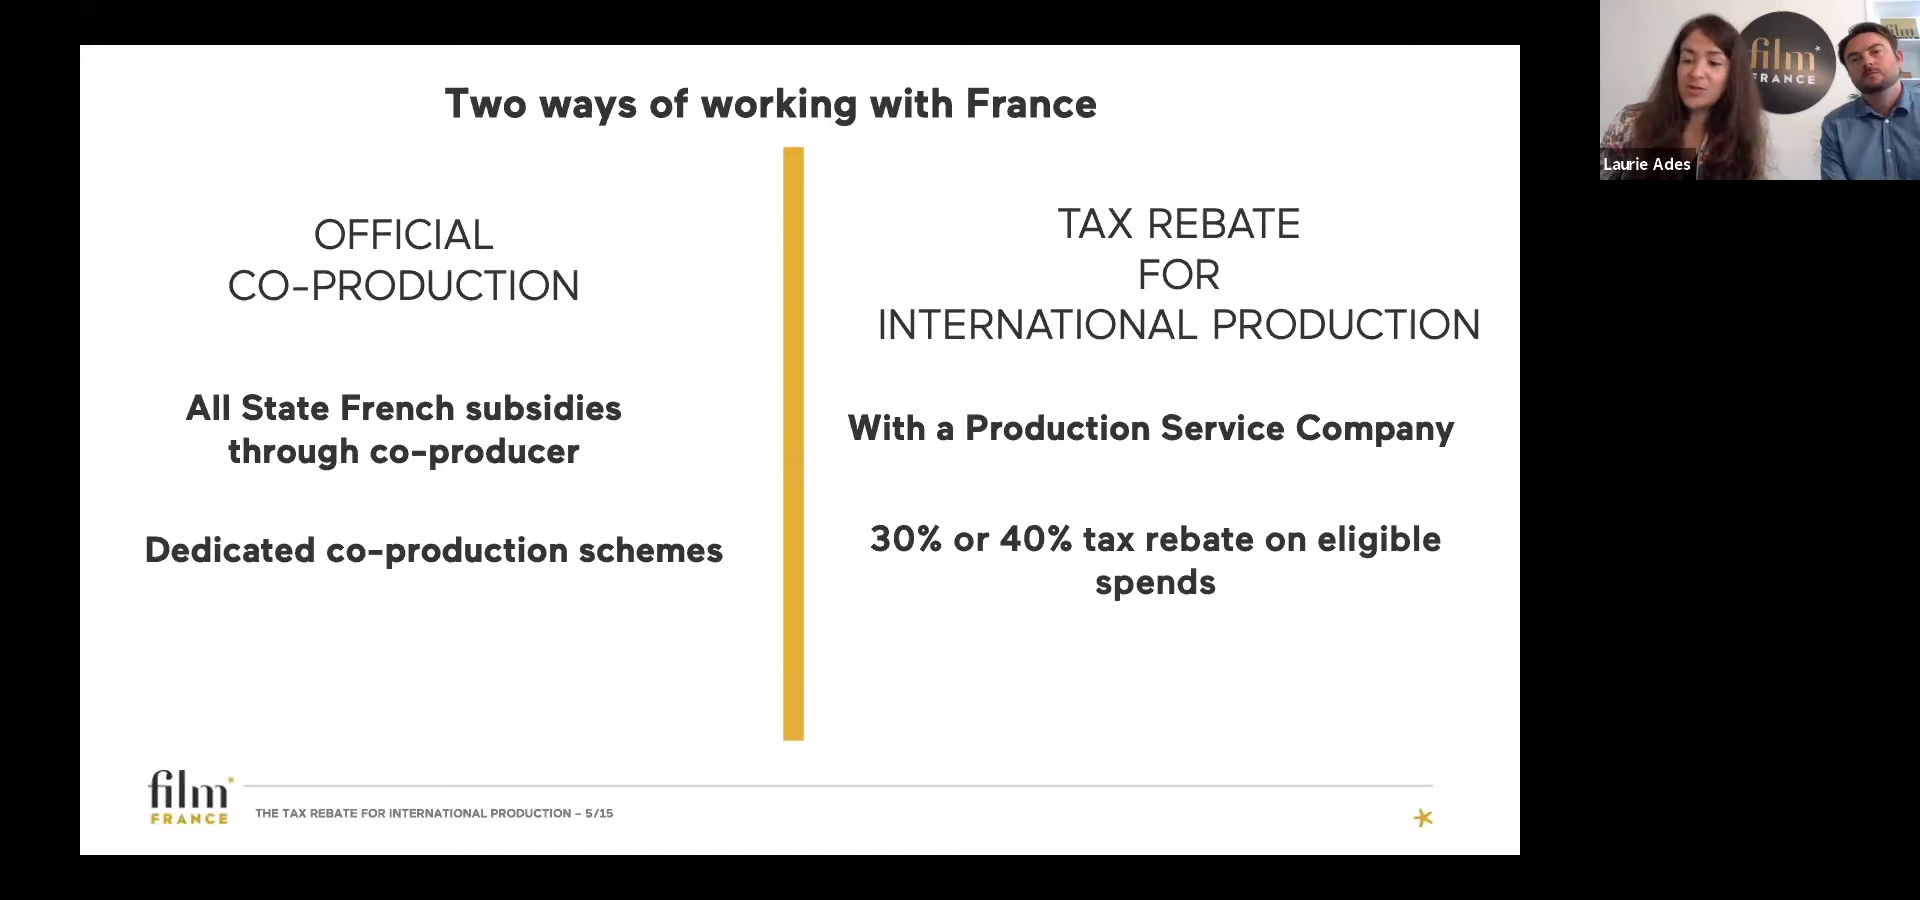 Two ways of working with France
OFFICIAL
CO-PRODUCTION
All State French subsidies
through co-producer
Dedicated co-production schemes
TAX REBATE
FOR
INTERNATIONAL PRODUCTION
With a Production Service Company
30% or 40% tax rebate on eligible
spends
film
FRANCE
THE TAX REBATE FOR INTERNATIONAL PRODUCTION – 5/15
film
FRANCE
film
Laurie Ades